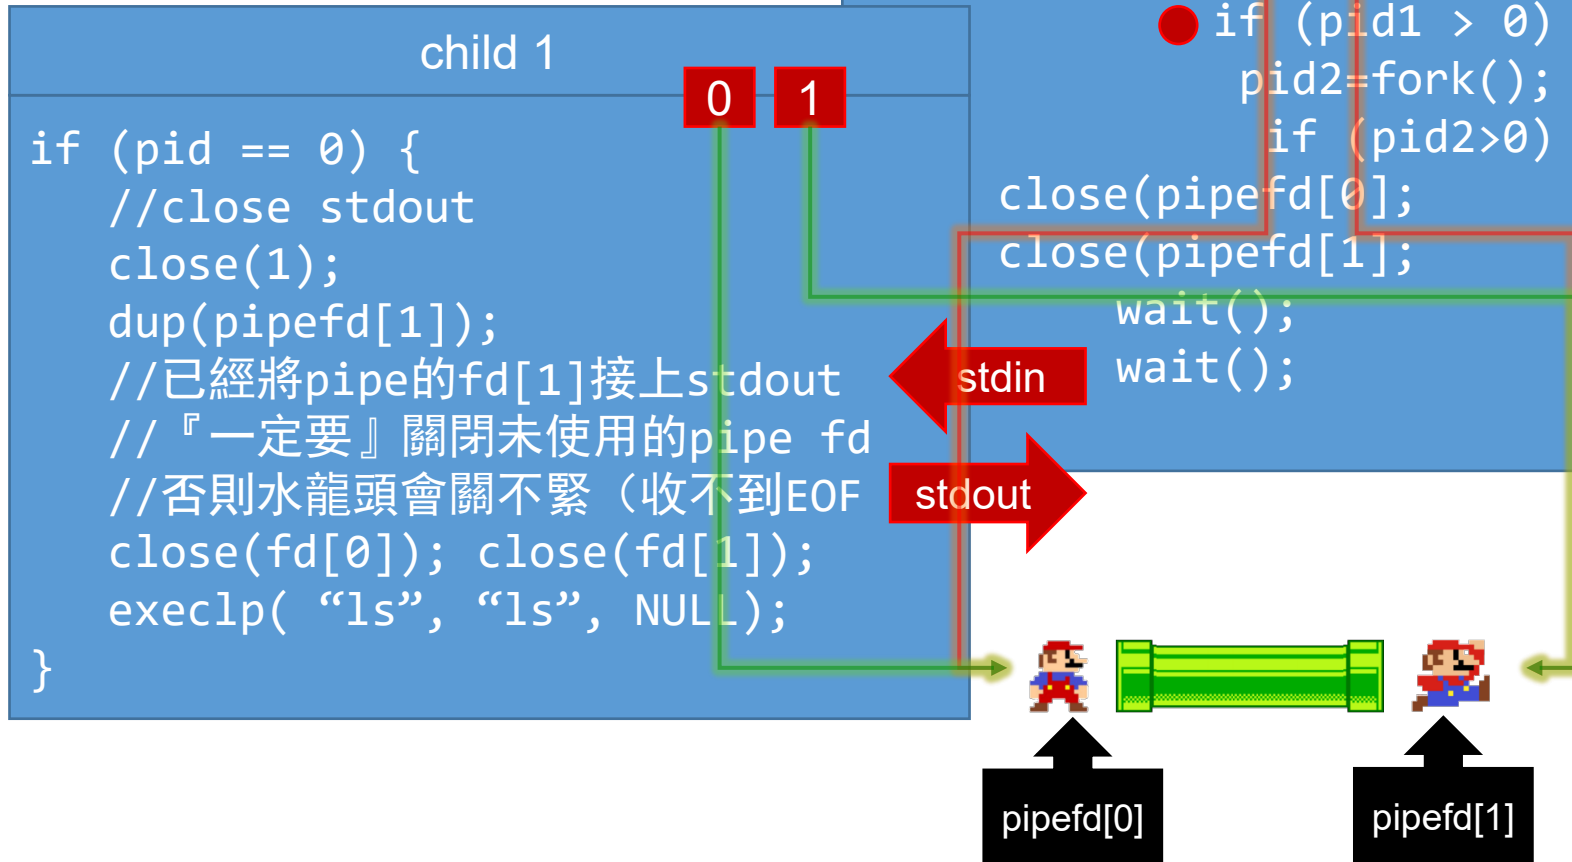 child 1
0 1
if (pid == 0) {
//close stdout
close(1);
dup(pipefd[1]);
//已經將pipe的fd[1]接上stdout
//『一定要』關閉未使用的pipe fd
//否則水龍頭會關不緊（收不到EOF
close(fd[0]); close(fd[1]);
execlp( “ls”, “ls”, NULL);
}
if (pid1 > 0)
pid2=fork();
if (pid2>0)
close(pipefd[0];
close(pipefd[1];
wait();
wait();
stdin
stdout
pipefd[0]
pipefd[1]